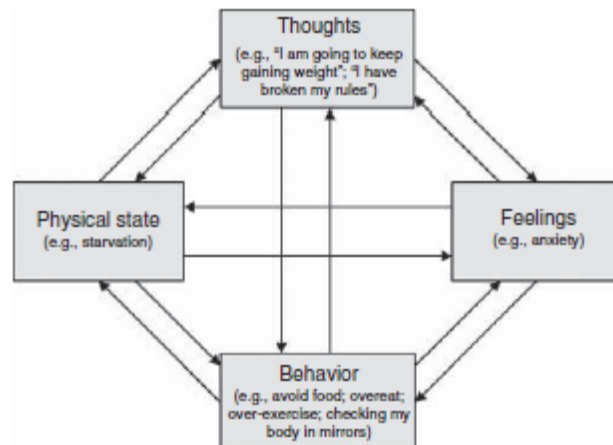 Thoughts
(e.g., “I am going to keep
gaining weight”; “I have
broken my rules”)
Physical state
(e.g., starvation)
Feelings
(e.g., anxiety)
Behavior
(e.g., avoid food; overeat;
over-exercise; checking my
body in mirrors)